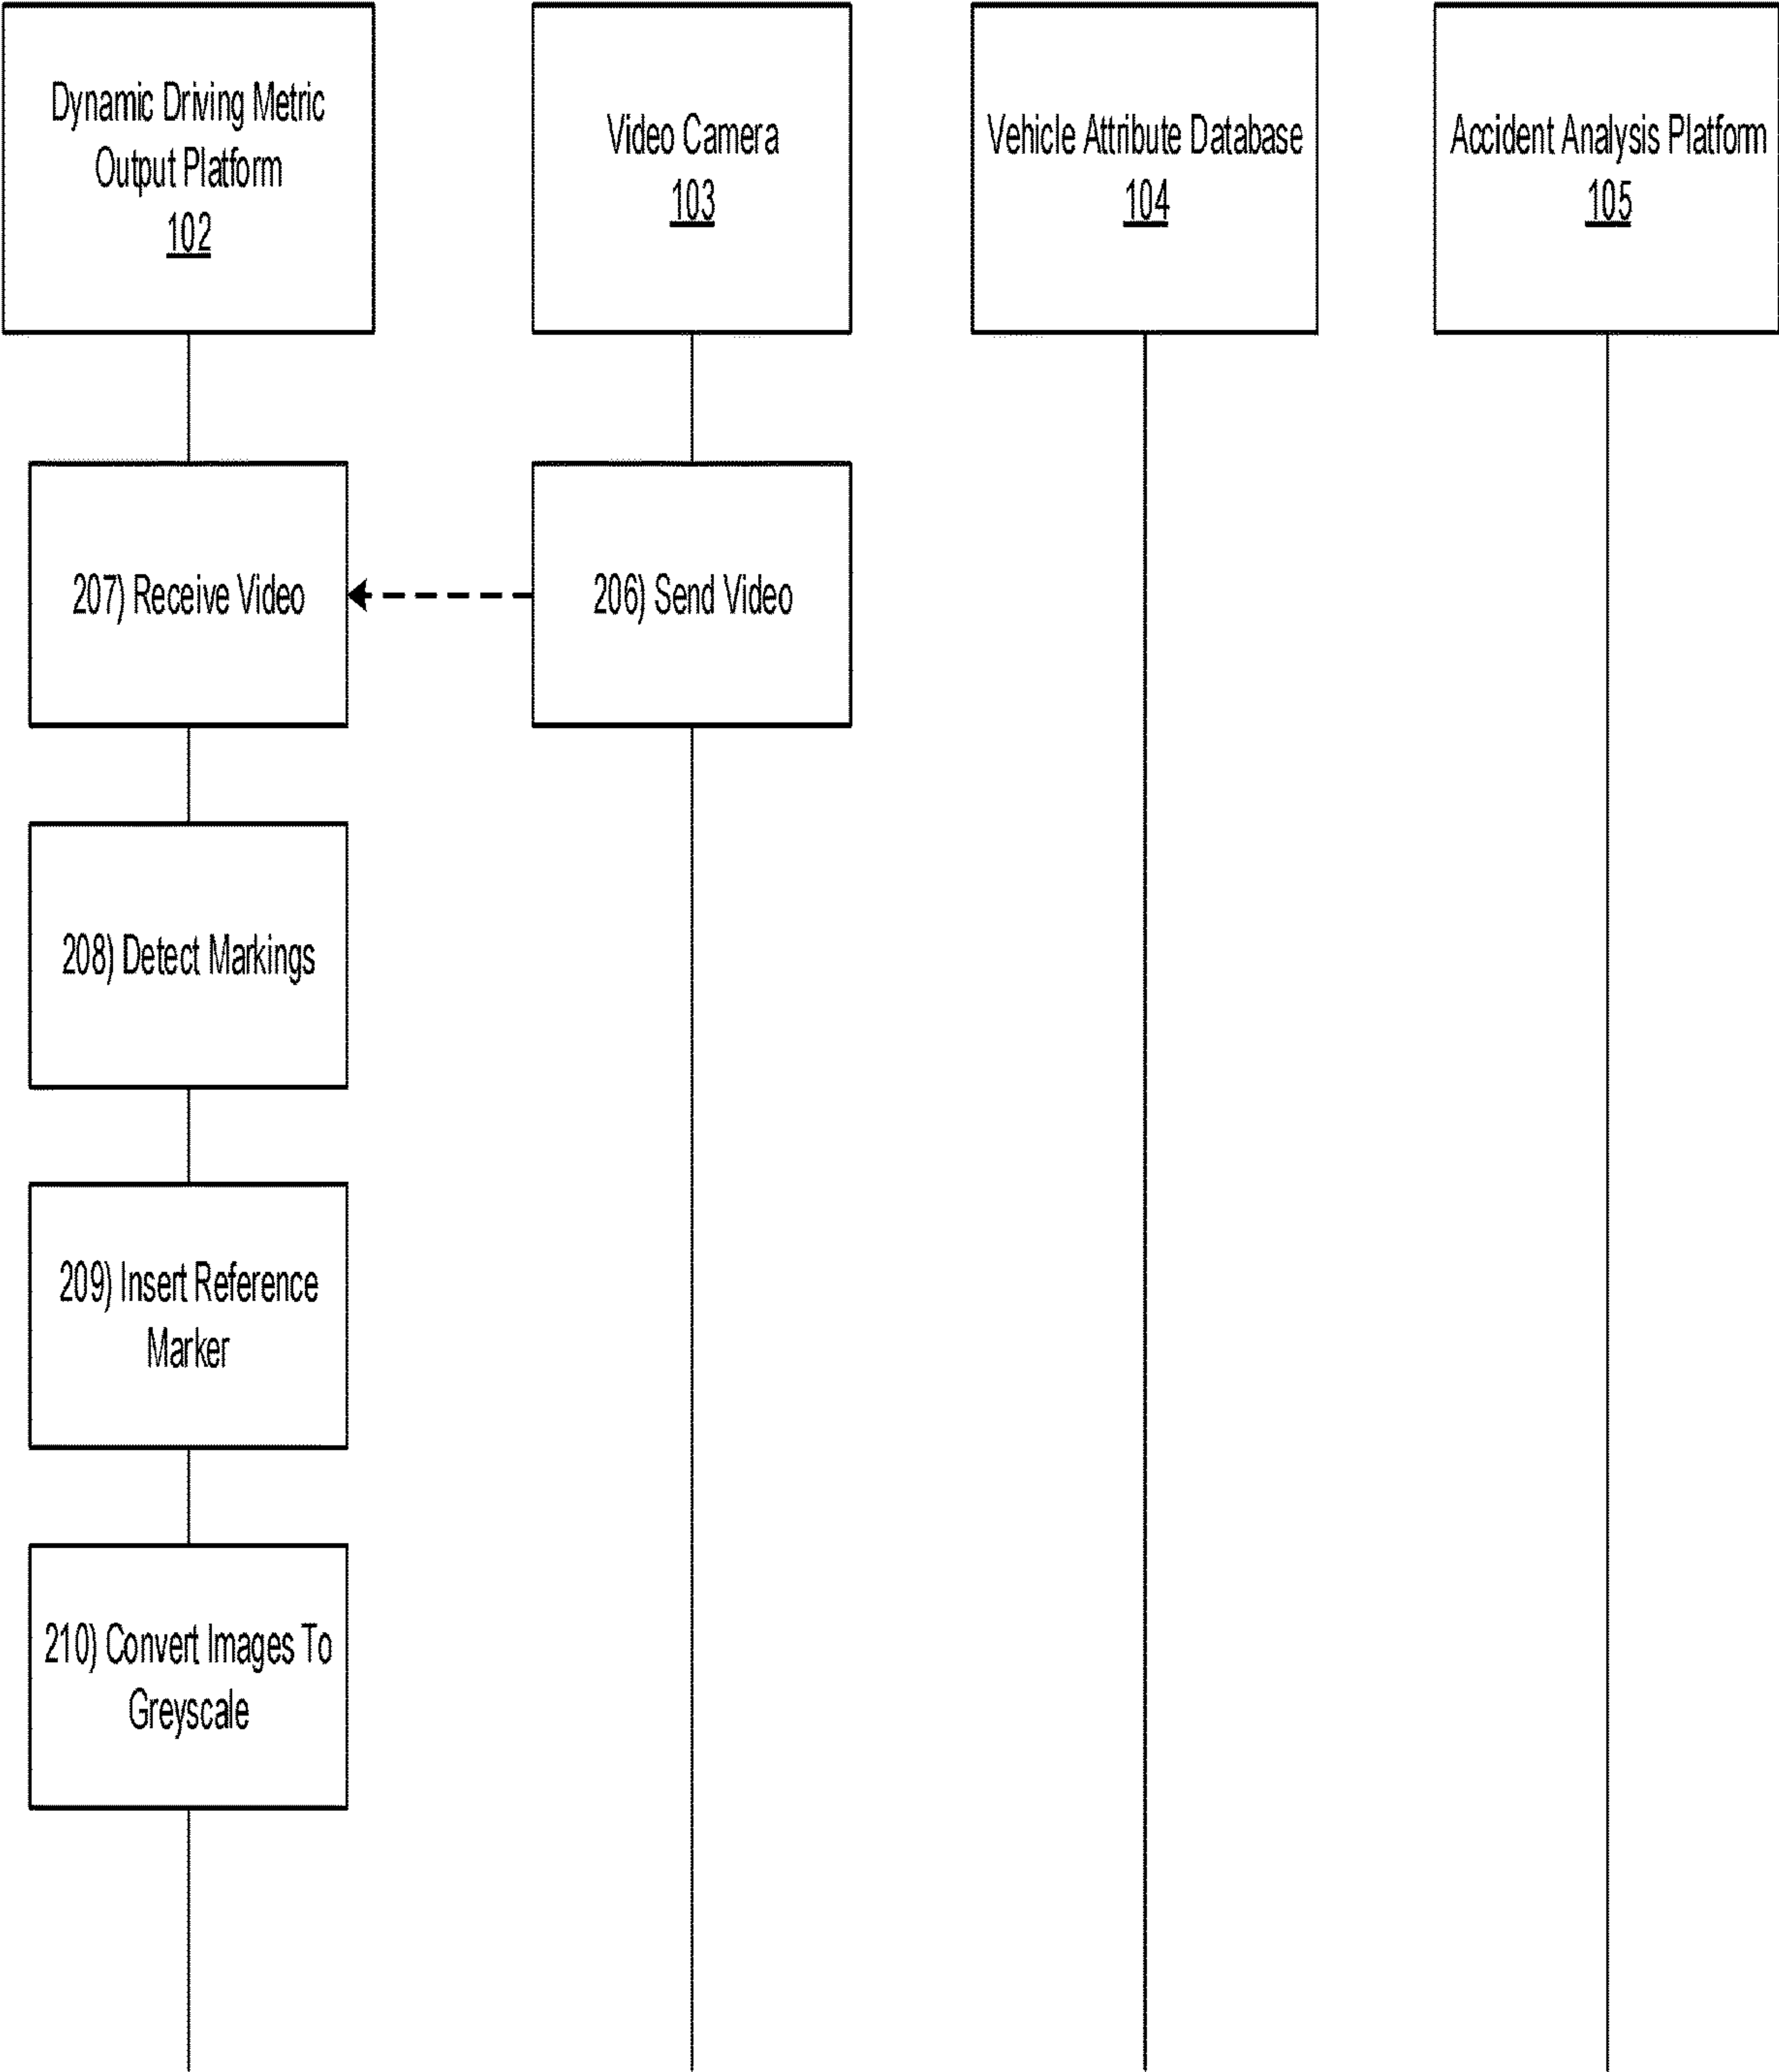 Dynamic Driving Metric
Output Platform
102
Video Camera
103
Vehicle Attribute Database
104
Accident Analysis Platform
105
207) Receive Video
206) Send Video
208) Detect Markings
209) Insert Reference
Marker
210) Convert Images To
Greyscale